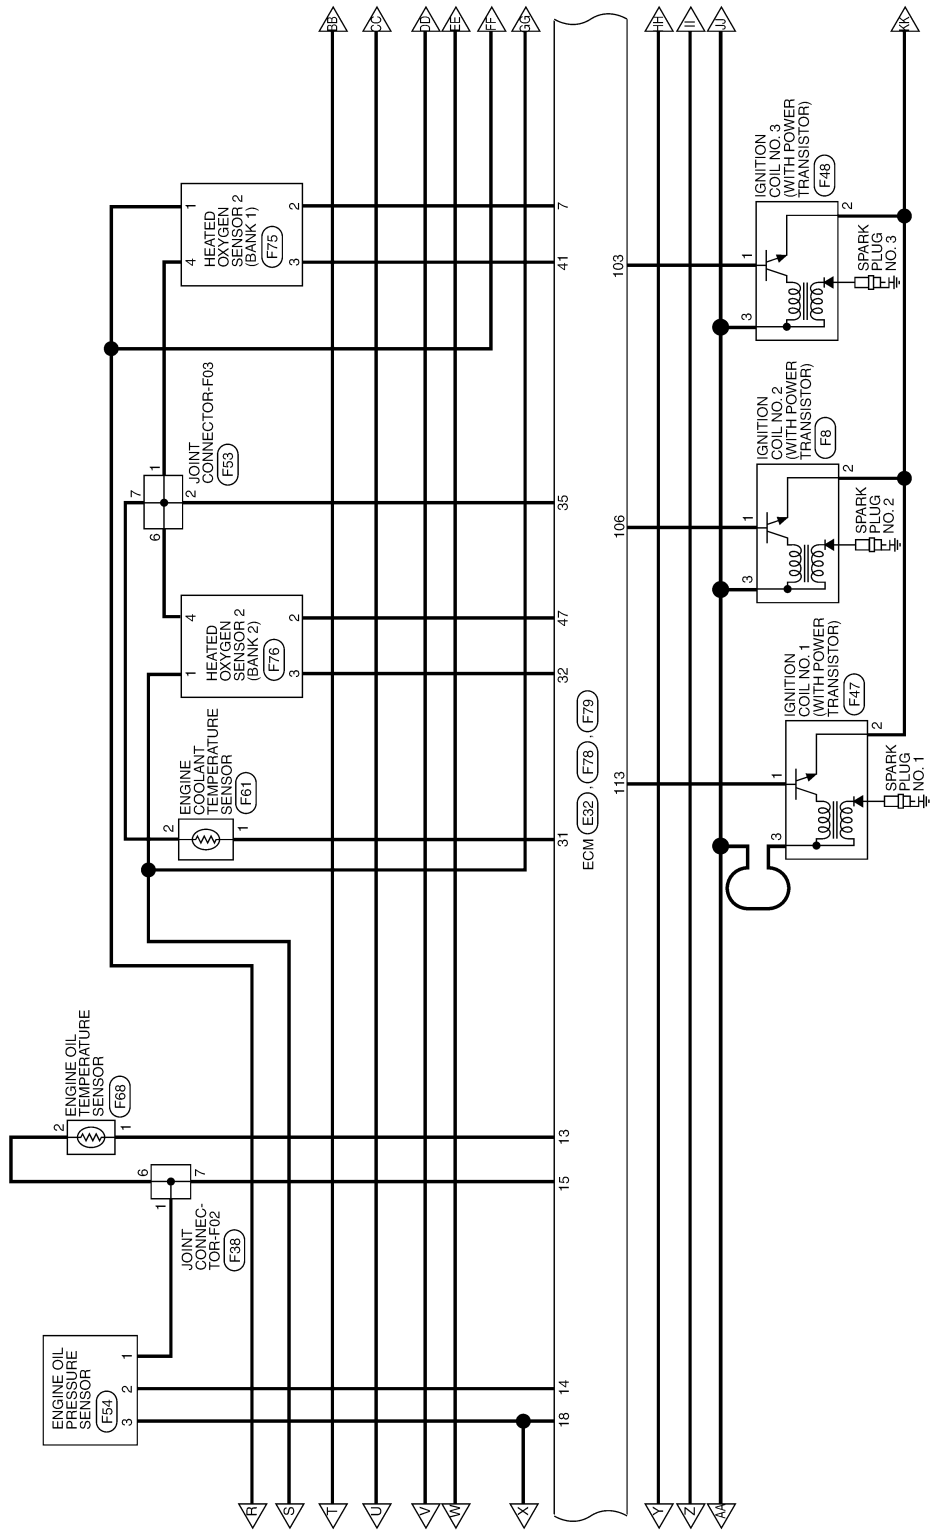 R
S
T
U
V
W
X
Y
Z
AA
ENGINE OIL
PRESSURE
SENSOR
F54
3
2
1
18
14
JOINT
CONNEC-
TOR-F02
F38
1
6
7
15
13
ENGINE OIL
TEMPERATURE
SENSOR
F68
2
1
ENGINE
COOLANT
TEMPERATURE
SENSOR
F61
2
1
31
HEATED
OXYGEN
SENSOR 2
(BANK 2)
F76
1
4
3
2
32
47
JOINT
CONNECTOR-F03
F53
6
7
1
2
35
HEATED
OXYGEN
SENSOR 2
(BANK 1)
F75
4
1
3
2
41
7
ECM E32 , F78 , F79
113
106
103
IGNITION
COIL NO. 1
(WITH POWER
TRANSISTOR)
F47
3
1
2
SPARK
PLUG
NO. 1
IGNITION
COIL NO. 2
(WITH POWER
TRANSISTOR)
F8
3
1
2
SPARK
PLUG
NO. 2
IGNITION
COIL NO. 3
(WITH POWER
TRANSISTOR)
F48
3
1
2
SPARK
PLUG
NO. 3
BB
CC
DD
EE
FF
GG
HH
II
JJ
KK